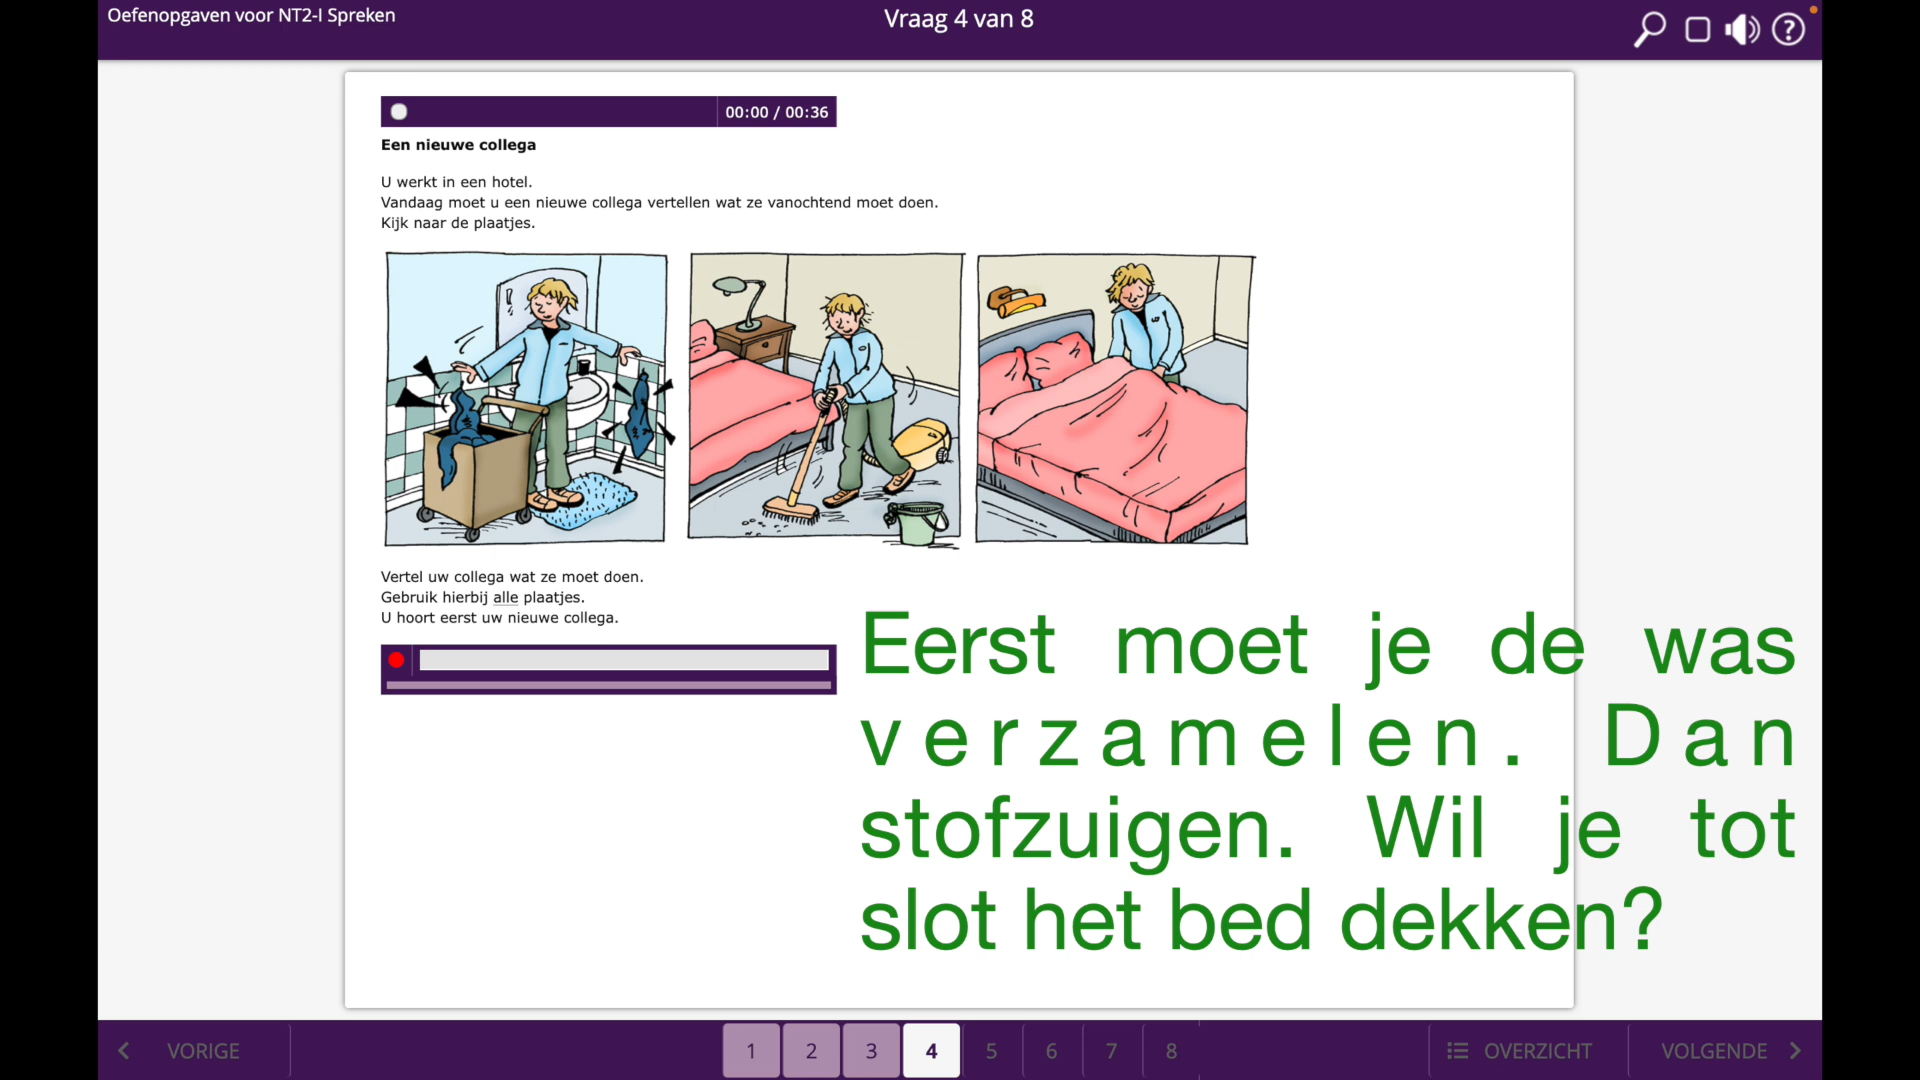 Oefenopgaven voor NT2-I Spreken
Vraag 4 van 8
00:00 / 00:36
Een nieuwe collega
U werkt in een hotel.
Vandaag moet u een nieuwe collega vertellen wat ze vanochtend moet doen.
Kijk naar de plaatjes.
Vertel uw collega wat ze moet doen.
Gebruik hierbij alle plaatjes.
U hoort eerst uw nieuwe collega.
Eerst moet je de was
verzamelen. Dan
stofzuigen. Wil je tot
slot het bed dekken?
VORIGE
1 2 3 4 5 6 7 8
OVERZICHT
VOLGENDE